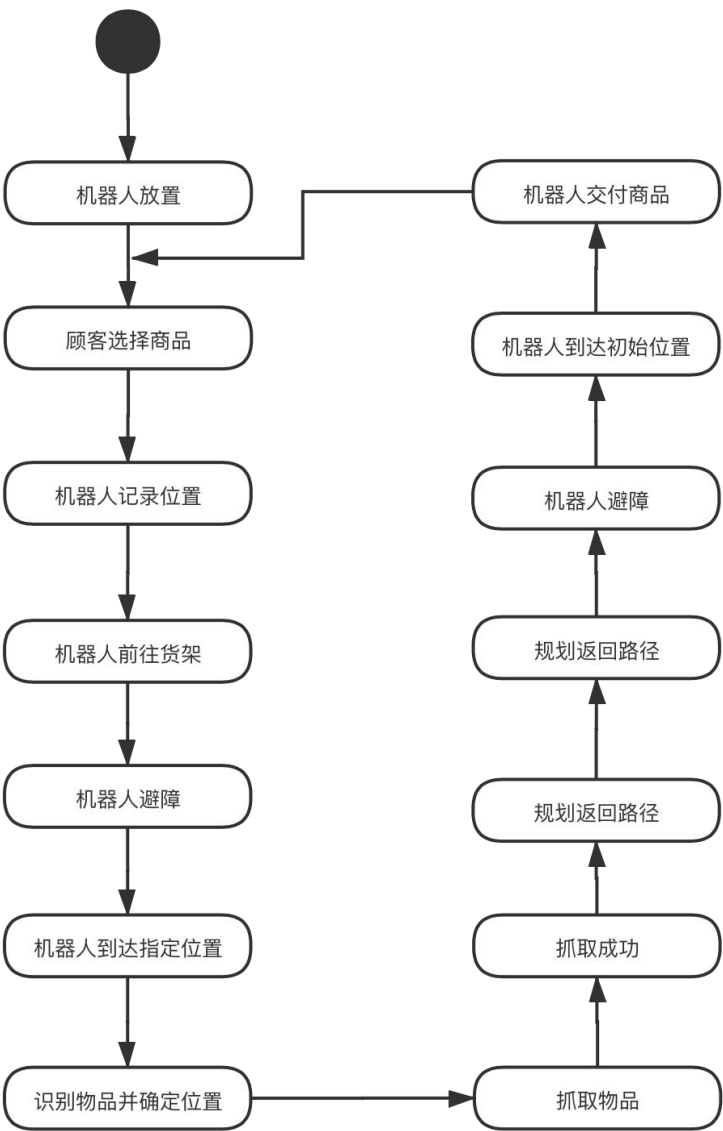 机器人放置
顾客选择商品
机器人记录位置
机器人前往货架
机器人避障
机器人到达指定位置
识别物品并确定位置
抓取物品
抓取成功
规划返回路径
规划返回路径
机器人避障
机器人到达初始位置
机器人交付商品